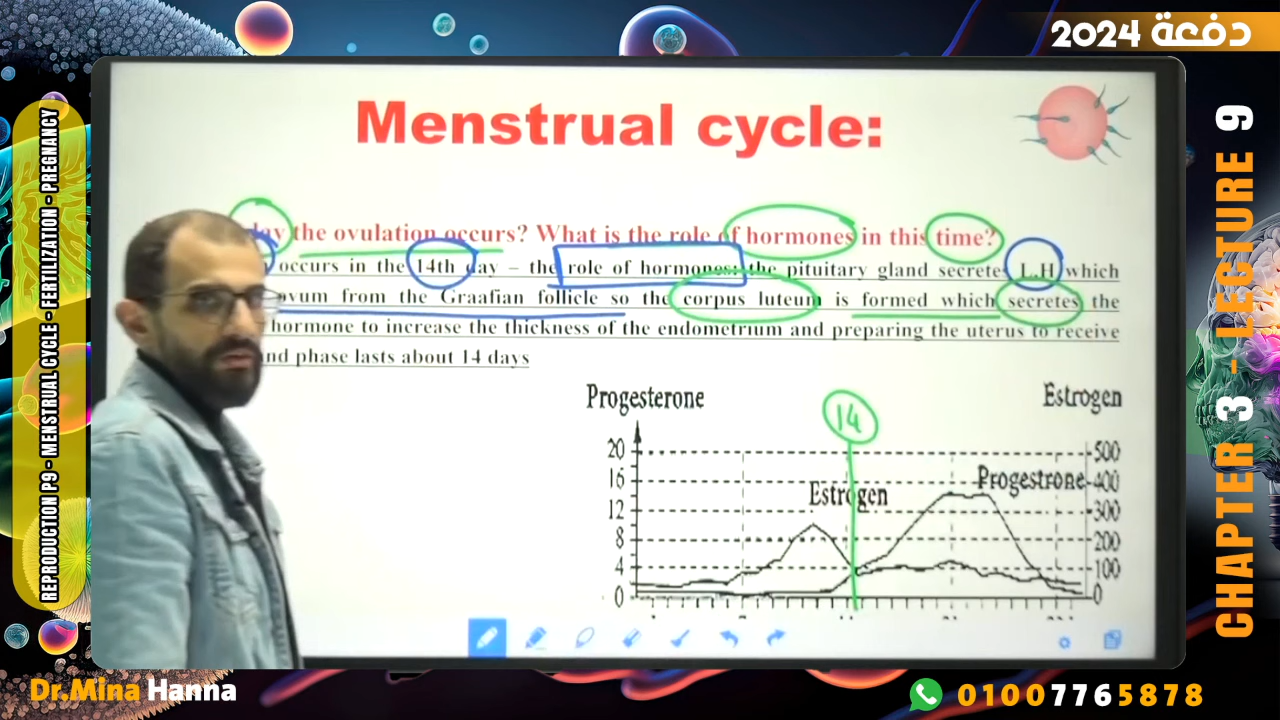 دفعة 2024
Menstrual cycle:
the ovulation occurs? What is the role of hormones in this time?
occurs in the 14th day – the role of hormones: the pituitary gland secretes L.H which
ovum from the Graafian follicle so the corpus luteum is formed which secretes the
hormone to increase the thickness of the endometrium and preparing the uterus to receive
phase lasts about 14 days
Progesterone
Estrogen
14
20
16
12
8
4
0
Estrogen
Progestrone
500
400
300
200
100
0
REPRODUCTION P9 - MENSTRUAL CYCLE - FERTILIZATION - PREGNANCY
CHAPTER 3 - LECTURE 9
Dr.Mina Hanna
01007765878